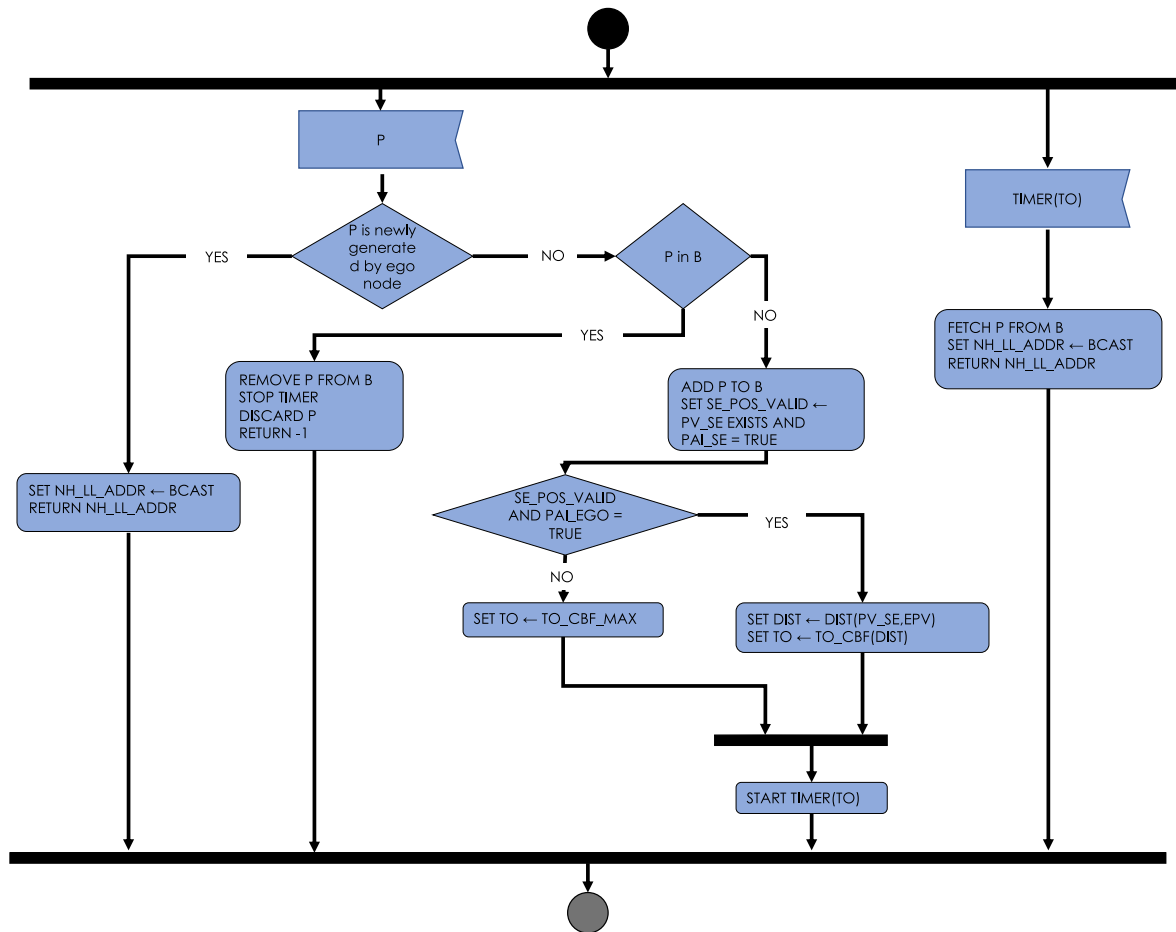 P
TIMER(TO)
P is newly
generate
d by ego
node
YES
NO
P in B
NO
YES
FETCH P FROM B
SET NH_LL_ADDR ← BCAST
RETURN NH_LL_ADDR
REMOVE P FROM B
STOP TIMER
DISCARD P
RETURN -1
ADD P TO B
SET SE_POS_VALID ←
PV_SE EXISTS AND
PAI_SE = TRUE
SET NH_LL_ADDR ← BCAST
RETURN NH_LL_ADDR
SE_POS_VALID
AND PAI_EGO =
TRUE
YES
NO
SET TO ← TO_CBF_MAX
SET DIST ← DIST(PV_SE,EPV)
SET TO ← TO_CBF(DIST)
START TIMER(TO)